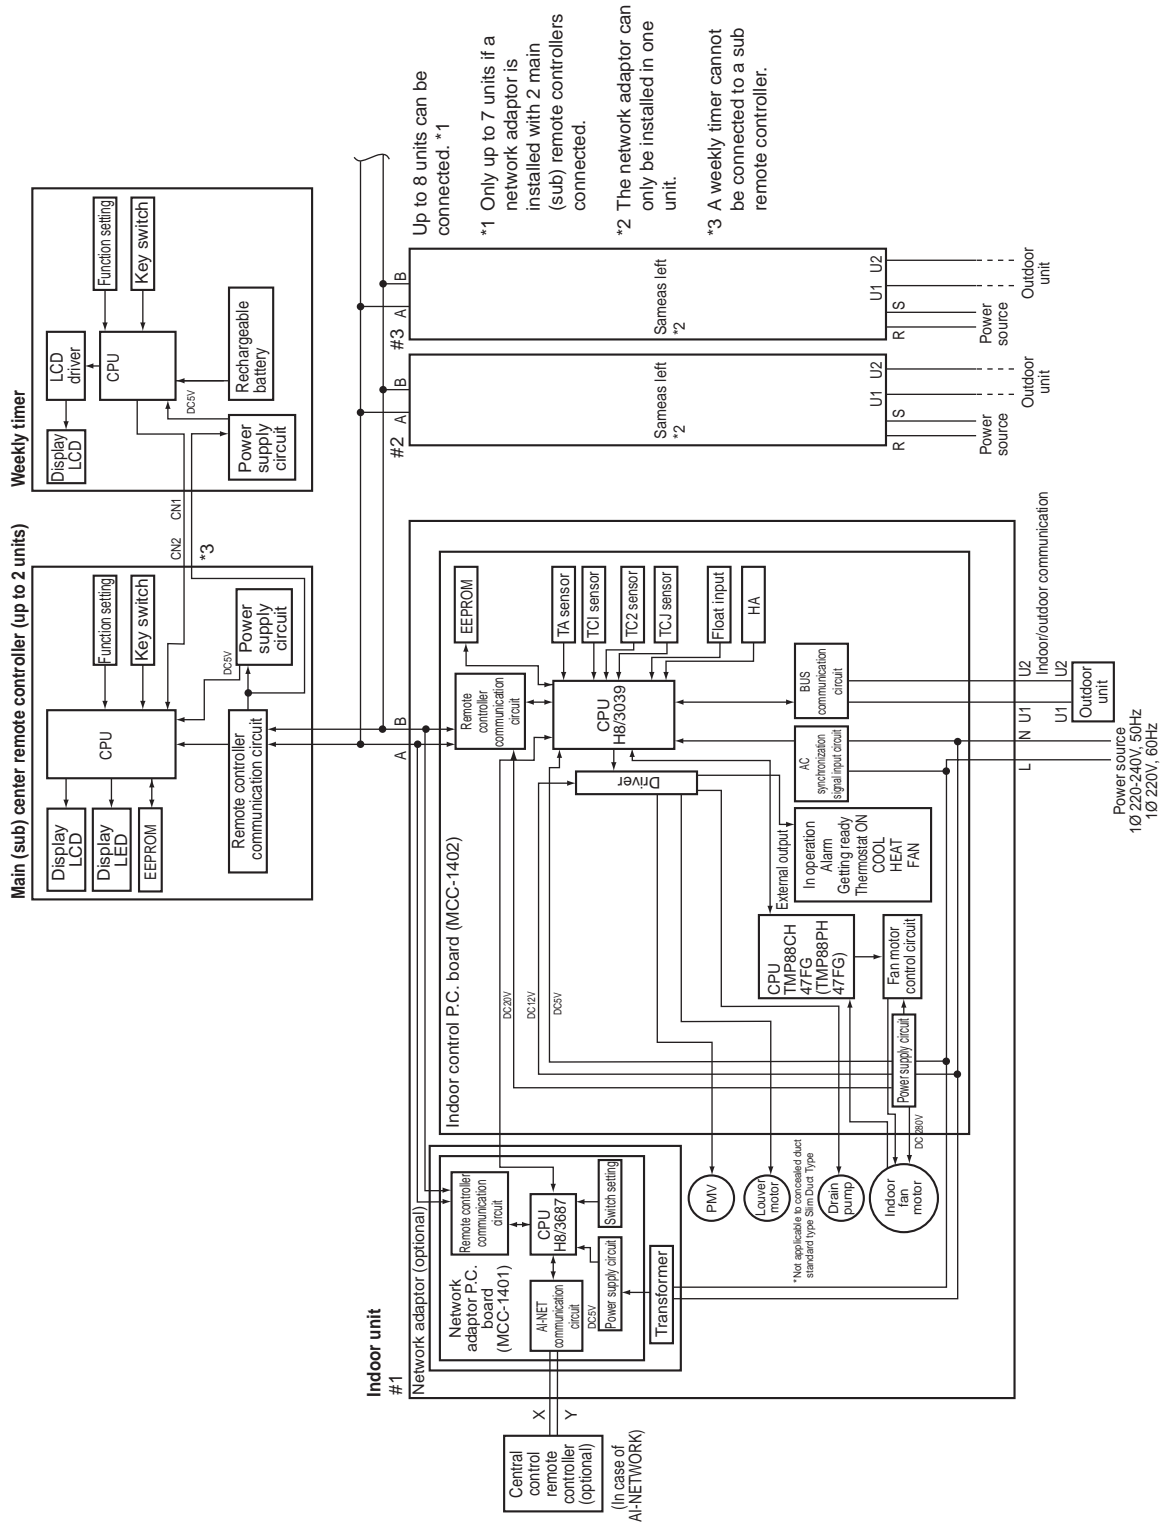 Main (sub) center remote controller (up to 2 units)
Display
LCD
Display
LED
EEPROM
CPU
Function setting
Key switch
Remote controller
communication circuit
DC5V
Power
supply
circuit
CN2
CN1
*3
Weekly timer
Display
LCD
LCD
driver
CPU
Function setting
Key switch
DC5V
Power
supply
circuit
Rechargeable
battery
Indoor unit
#1
Network adaptor (optional)
Network
adaptor P.C.
board
(MCC-1401)
Remote controller
communication
circuit
CPU
H8/3687
AI-NET
communication
circuit
Switch setting
DC5V
Power supply circuit
Transformer
X
Y
Central
control
remote
controller
(optional)
(In case of
AI-NETWORK)
Indoor control P.C. board (MCC-1402)
A
B
DC20V
DC12V
DC5V
Remote
controller
communication
circuit
EEPROM
CPU
H8/3039
TA sensor
TCI sensor
TC2 sensor
TCJ sensor
Float input
HA
Driver
External output
In operation
Alarm
Getting ready
Thermostat ON
COOL
HEAT
FAN
AC
synchronization
signal input circuit
BUS
communication
circuit
CPU
TMP88CH
47FG
(TMP88PH
47FG)
Fan motor
control circuit
Power supply circuit
DC 280V
PMV
Louver
motor
Drain
pump
Indoor
fan
motor
*Not applicable to concealed duct
standard type Slim Duct Type
L
N
U1
U2
Indoor/outdoor communication
U1
U2
Outdoor
unit
Power source
1Ø 220-240V, 50Hz
1Ø 220V, 60Hz
#2
A
B
Sameas left
*2
R
S
U1
U2
Power
source
Outdoor
unit
#3
A
B
Sameas left
*2
R
S
U1
U2
Power
source
Outdoor
unit
Up to 8 units can be
connected. *1
*1 Only up to 7 units if a
network adaptor is
installed with 2 main
(sub) remote controllers
connected.
*2 The network adaptor can
only be installed in one
unit.
*3 A weekly timer cannot
be connected to a sub
remote controller.